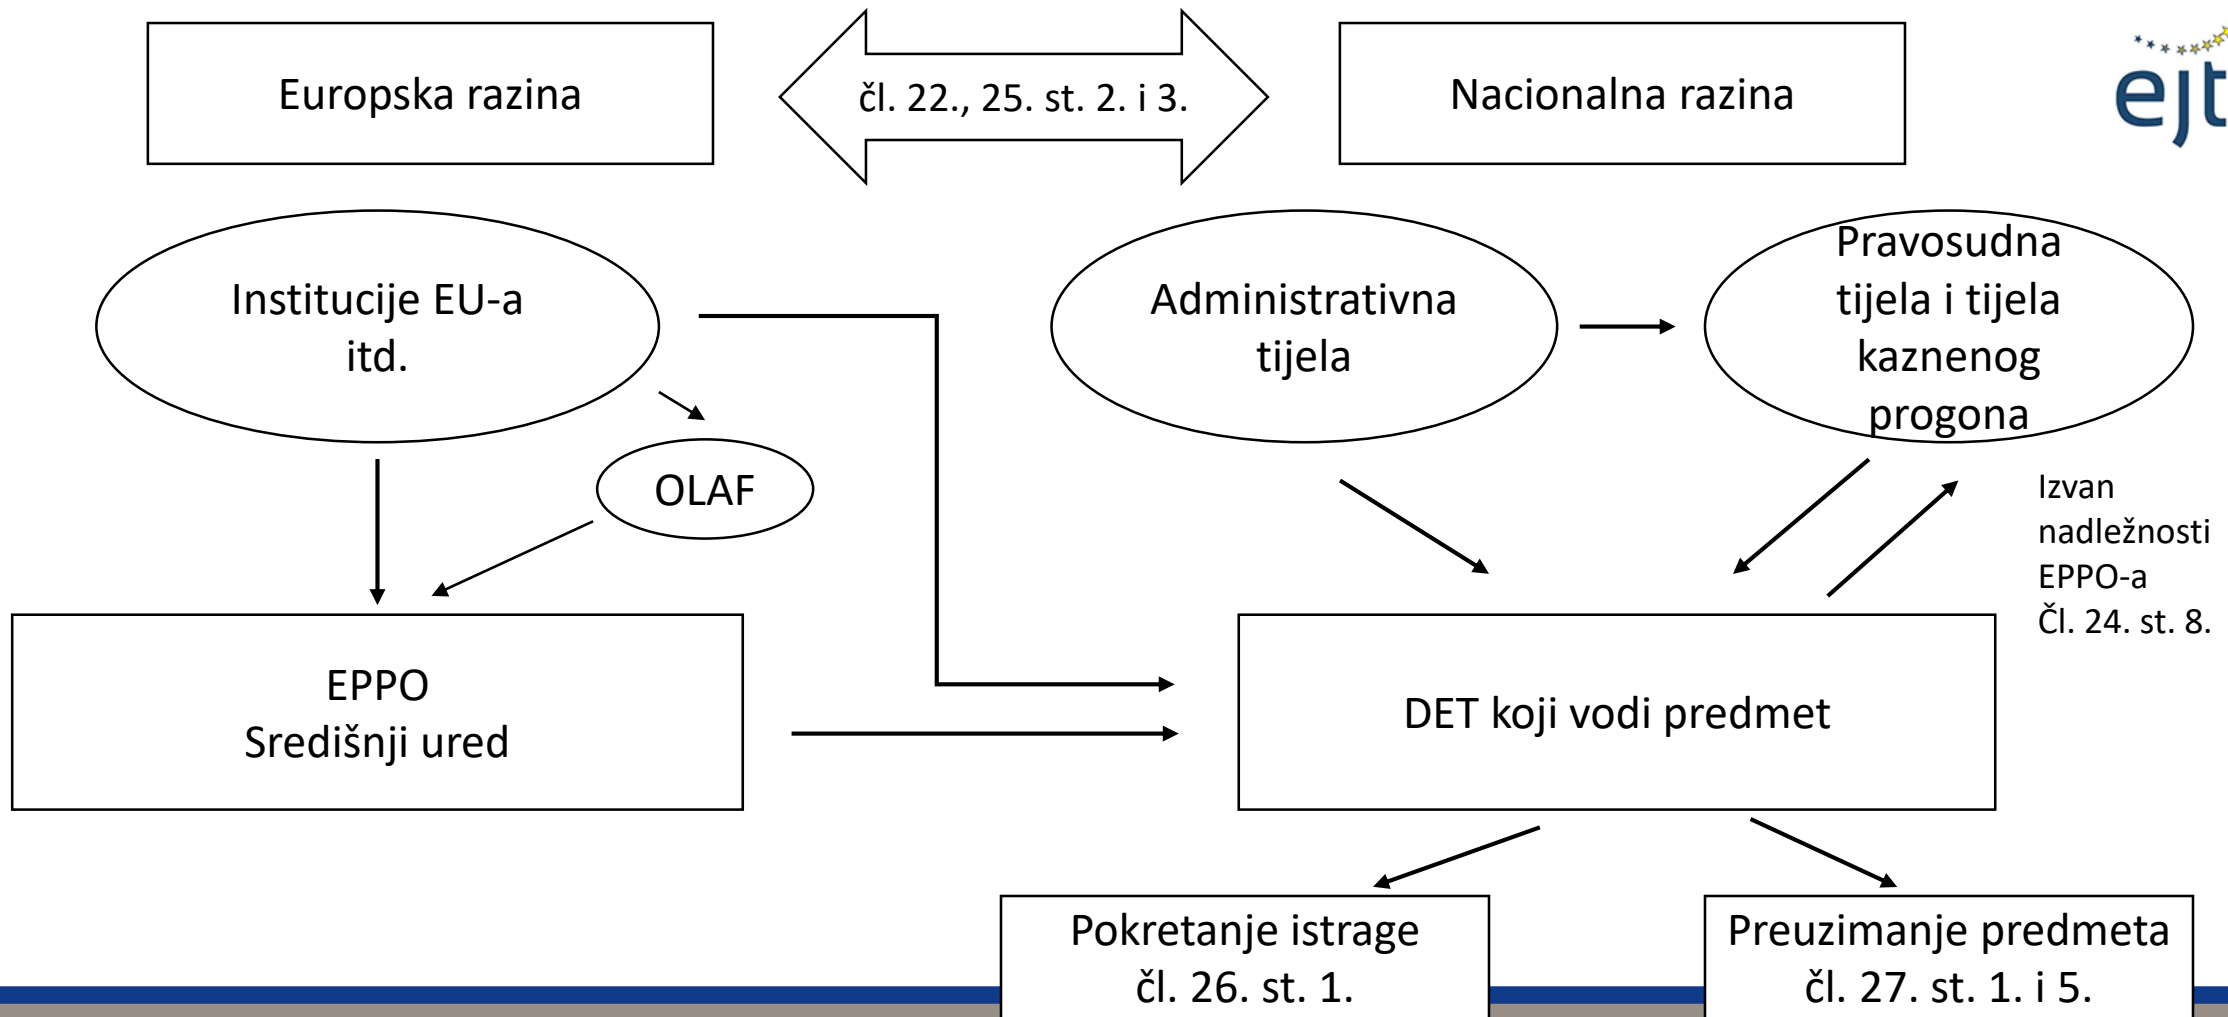 Europska razina
čl. 22., 25. st. 2. i 3.
Nacionalna razina
ejt
Institucije EU-a
itd.
Administrativna
tijela
Pravosudna
tijela i tijela
kaznenog
progona
OLAF
Izvan
nadležnosti
EPPO-a
Čl. 24. st. 8.
EPPO
Središnji ured
DET koji vodi predmet
Pokretanje istrage
čl. 26. st. 1.
Preuzimanje predmeta
čl. 27. st. 1. i 5.